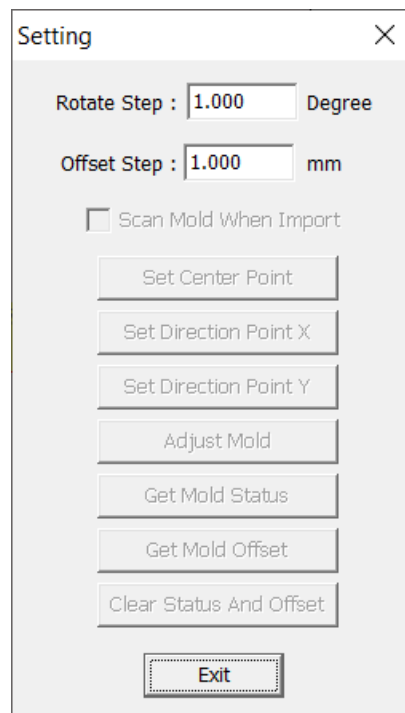 Setting
Rotate Step : 1.000 Degree
Offset Step : 1.000 mm
Scan Mold When Import
Set Center Point
Set Direction Point X
Set Direction Point Y
Adjust Mold
Get Mold Status
Get Mold Offset
Clear Status And Offset
Exit